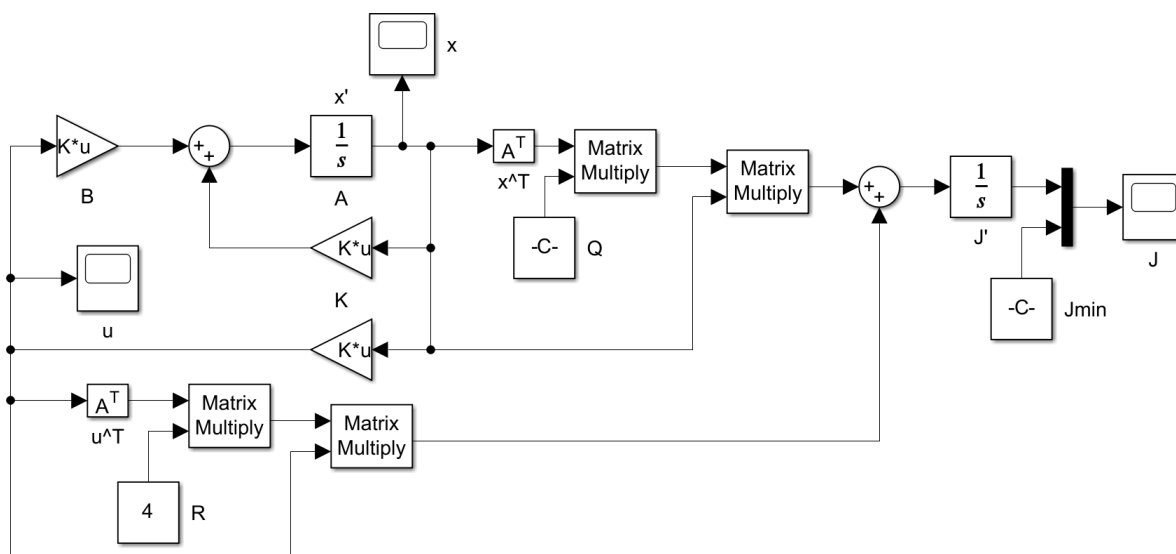 x
x'
K*u
+
+
1
s
A^T
Matrix
Multiply
Matrix
Multiply
+
+
1
s
B
A
x^T
J'
K*u
-C-
Q
J
u
K
-C-
Jmin
K*u
A^T
Matrix
Multiply
Matrix
Multiply
u^T
4
R